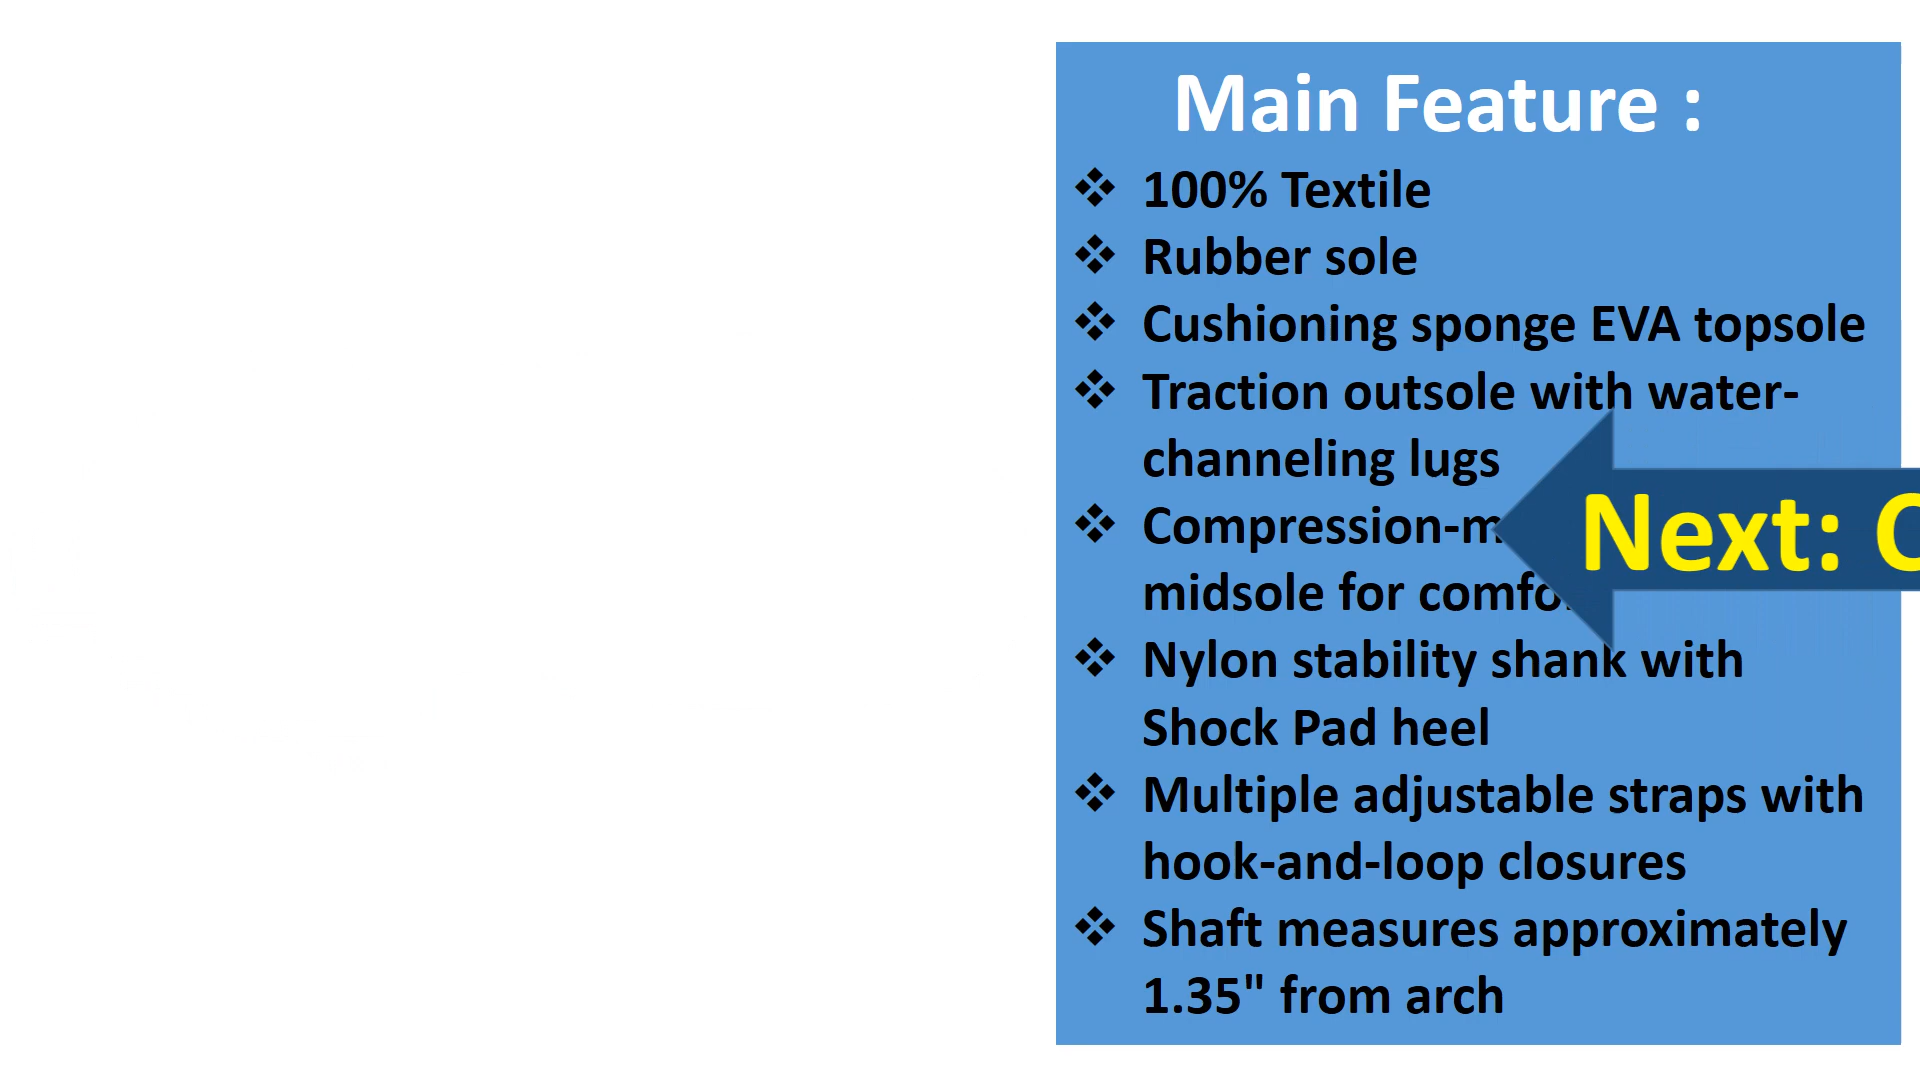 Main Feature :
❖ 100% Textile
❖ Rubber sole
❖ Cushioning sponge EVA topsole
❖ Traction outsole with water-
channeling lugs
❖
midsole for
❖ Nylon stability shank with
Shock Pad heel
❖ Multiple adjustable straps with
hook-and-loop closures
❖ Shaft measures approximately
1.35" from arch
Next: